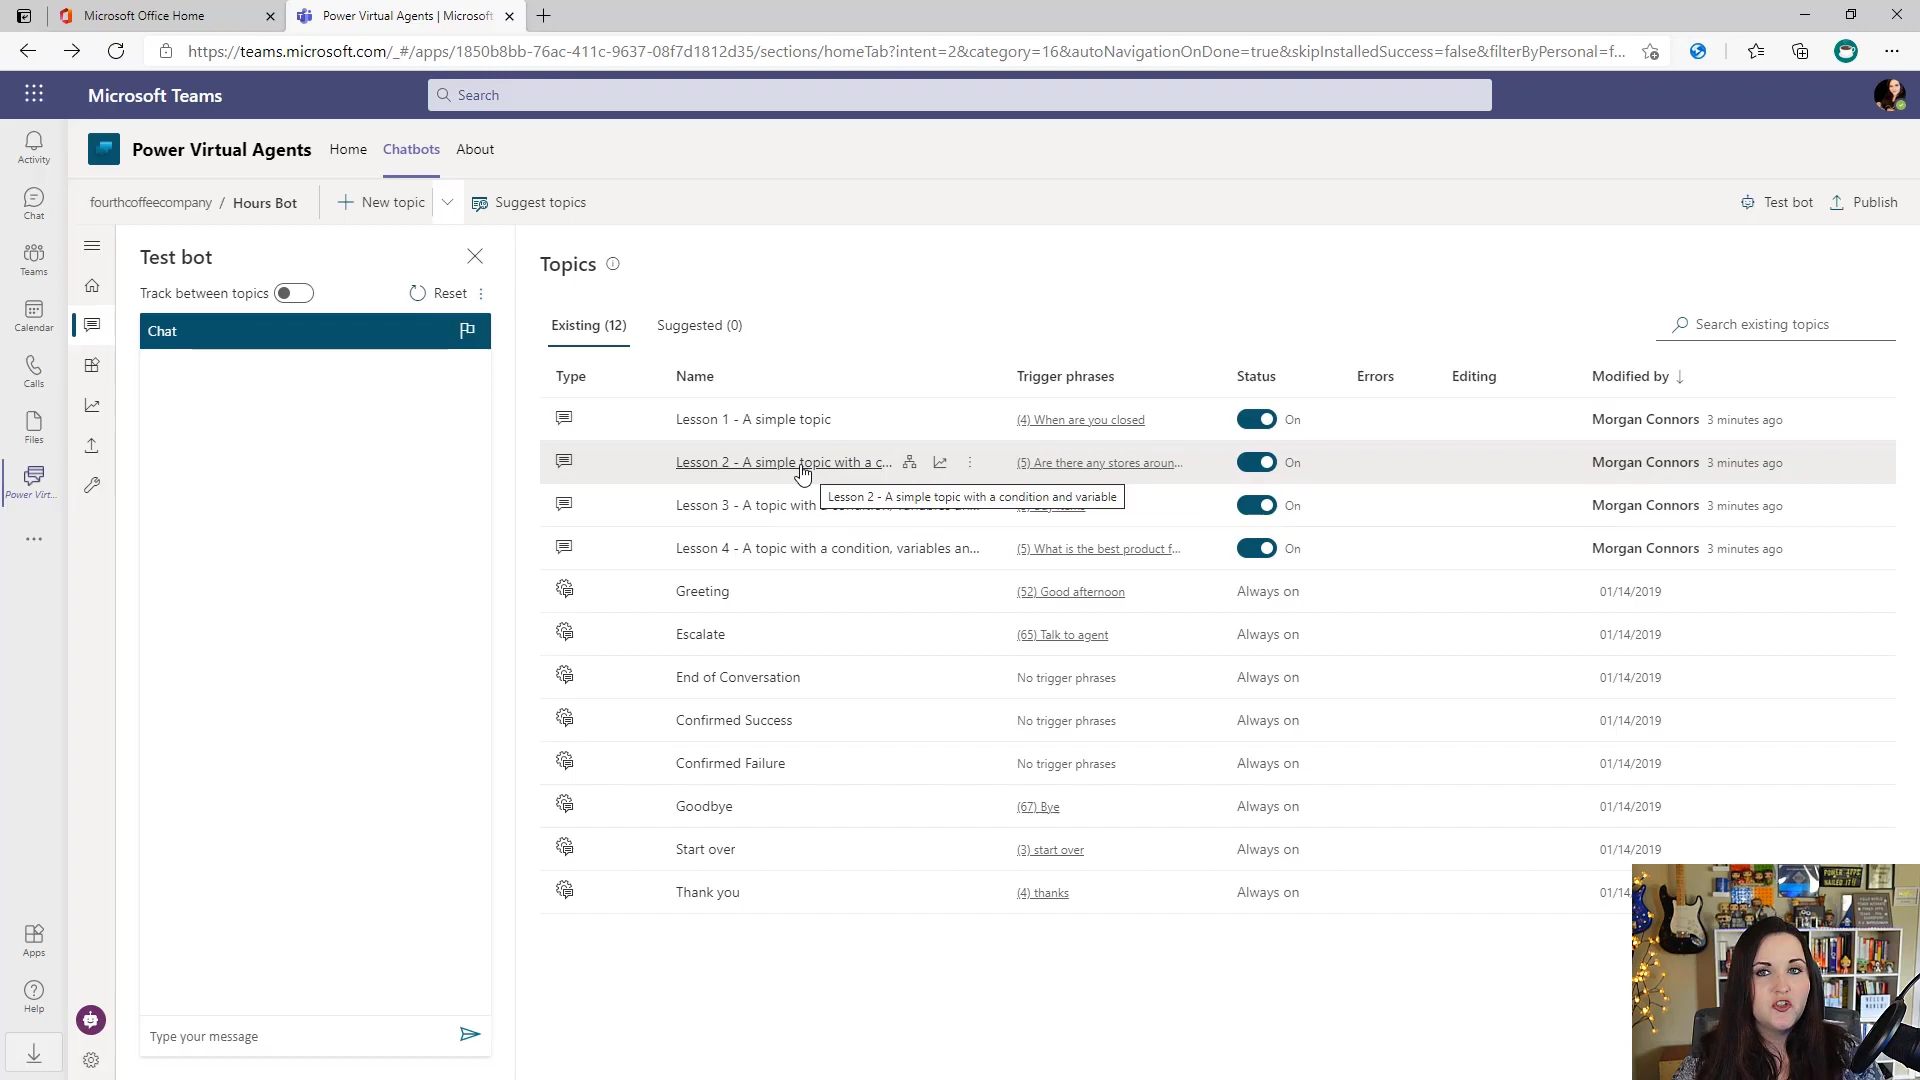 Microsoft Office Home
Power Virtual Agents | Microsoft
https://teams.microsoft.com/_#/apps/1850b8bb-76ac-411c-9637-08f7d1812d35/sections/homeTab?intent=2&category=16&autoNavigationOnDone=true&skipInstalledSuccess=false&filterByPersonal=f...
Microsoft Teams
Search
Activity
Chat
Teams
Calendar
Calls
Files
Power Virt...
Apps
Help
Power Virtual Agents
Home
Chatbots
About
fourthcoffeecompany / Hours Bot
New topic
Suggest topics
Test bot
Publish
Test bot
Track between topics
Reset
Chat
Type your message
Topics
Existing (12)
Suggested (0)
Search existing topics
Type Name Trigger phrases Status Errors Editing Modified by
Lesson 1 - A simple topic (4) When are you closed On Morgan Connors 3 minutes ago
Lesson 2 - A simple topic with a c... (5) Are there any stores aroun... On Morgan Connors 3 minutes ago
Lesson 2 - A simple topic with a condition and variable
Lesson 3 - A topic with On Morgan Connors 3 minutes ago
Lesson 4 - A topic with a condition, variables an... (5) What is the best product f... On Morgan Connors 3 minutes ago
Greeting (52) Good afternoon Always on 01/14/2019
Escalate (65) Talk to agent Always on 01/14/2019
End of Conversation No trigger phrases Always on 01/14/2019
Confirmed Success No trigger phrases Always on 01/14/2019
Confirmed Failure No trigger phrases Always on 01/14/2019
Goodbye (67) Bye Always on 01/14/2019
Start over (3) start over Always on 01/14/2019
Thank you (4) thanks Always on 01/14